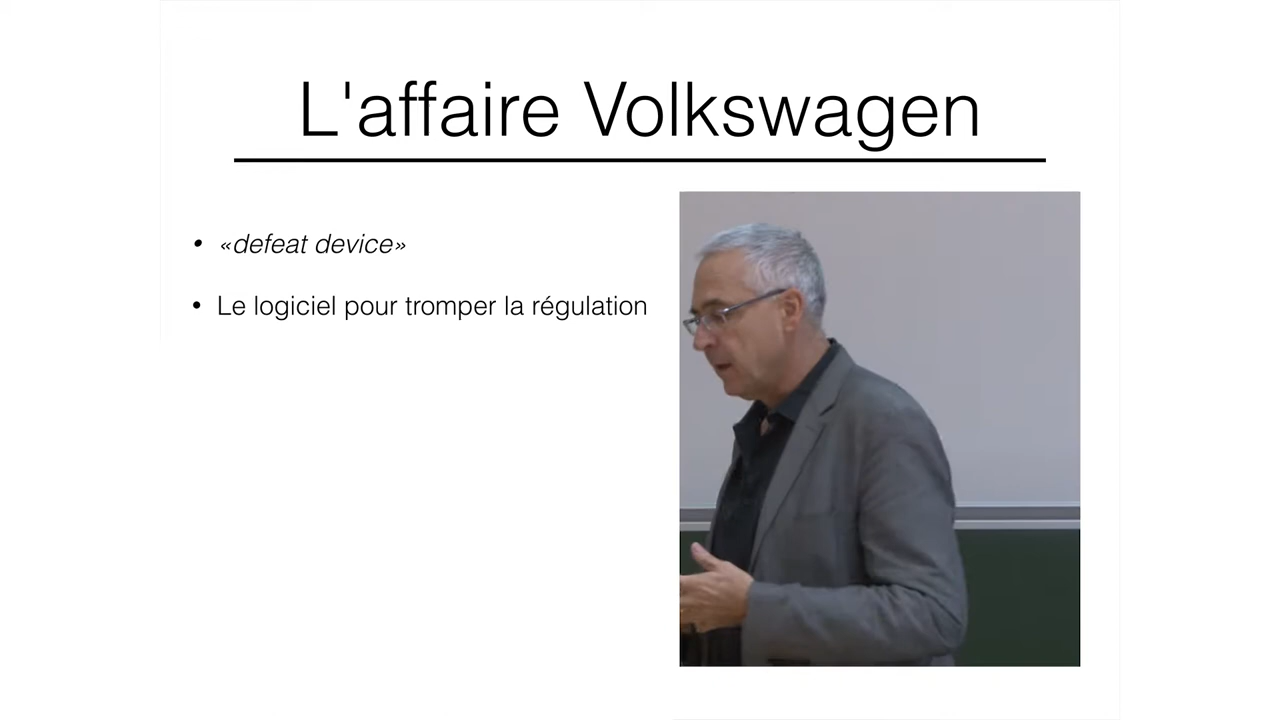 L'affaire Volkswagen
• «defeat device»
• Le logiciel pour tromper la régulation